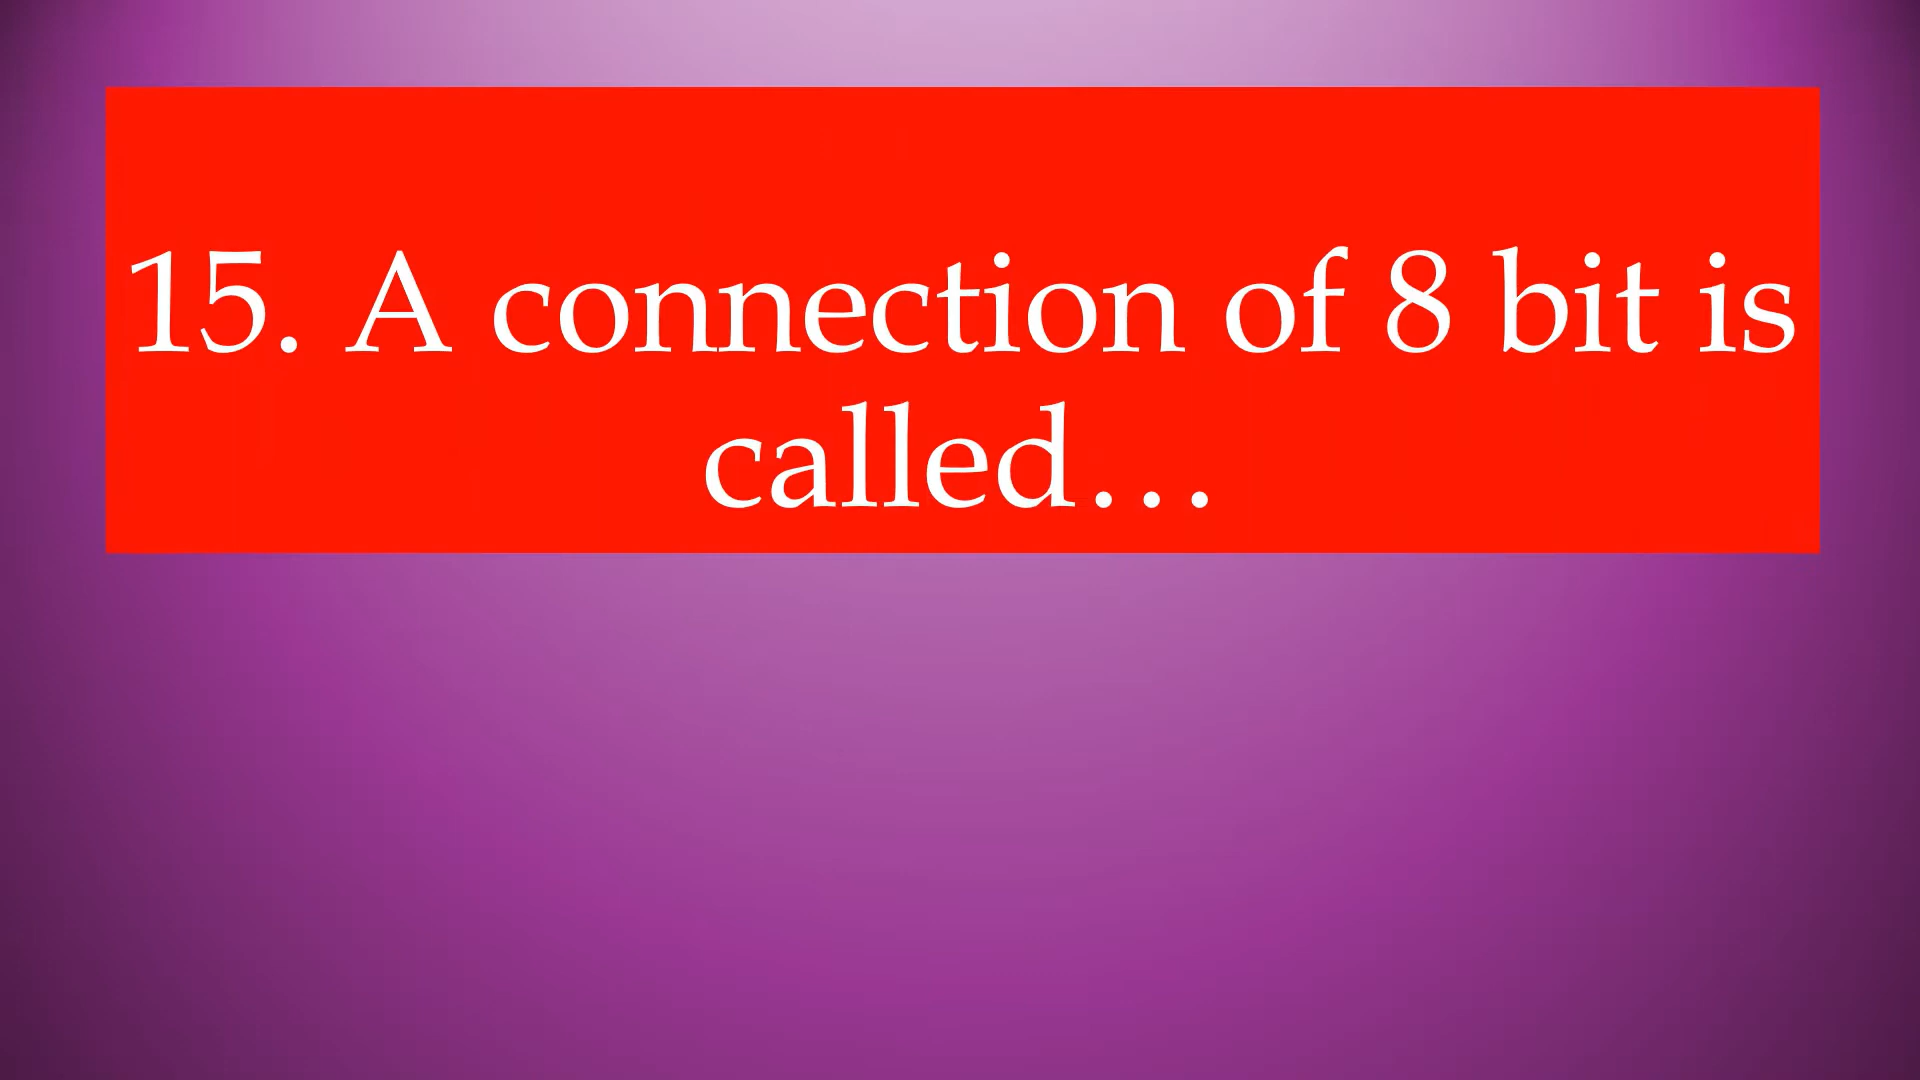 15. A connection of 8 bit is
called…